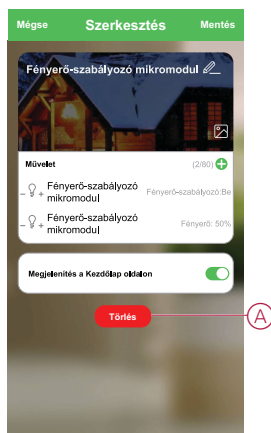 Mégse Szerkesztés Mentés
Fényerő-szabályozó mikromodul
Művelet (2/80)
Fényerő-szabályozó Fényerő-szabályozó:Be
mikromodul
Fényerő-szabályozó Fényerő: 50%
mikromodul
Megjelenítés a Kezdőlap oldalon
Törlés A